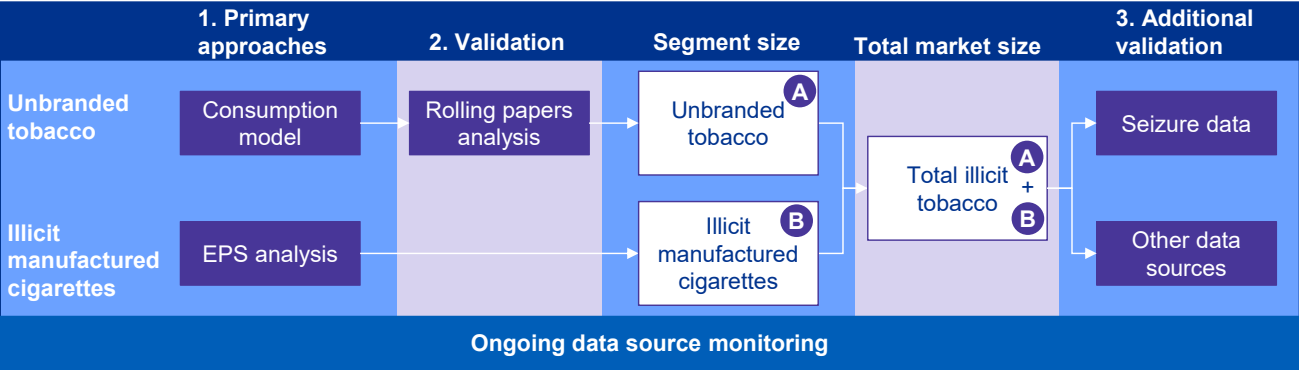 1. Primary
approaches
2. Validation
Segment size
Total market size
3. Additional
validation
Unbranded
tobacco
Consumption
model
Rolling papers
analysis
A
Unbranded
tobacco
Illicit
manufactured
cigarettes
EPS analysis
B
Illicit
manufactured
cigarettes
A
Total illicit +
tobacco
B
Seizure data
Other data
sources
Ongoing data source monitoring